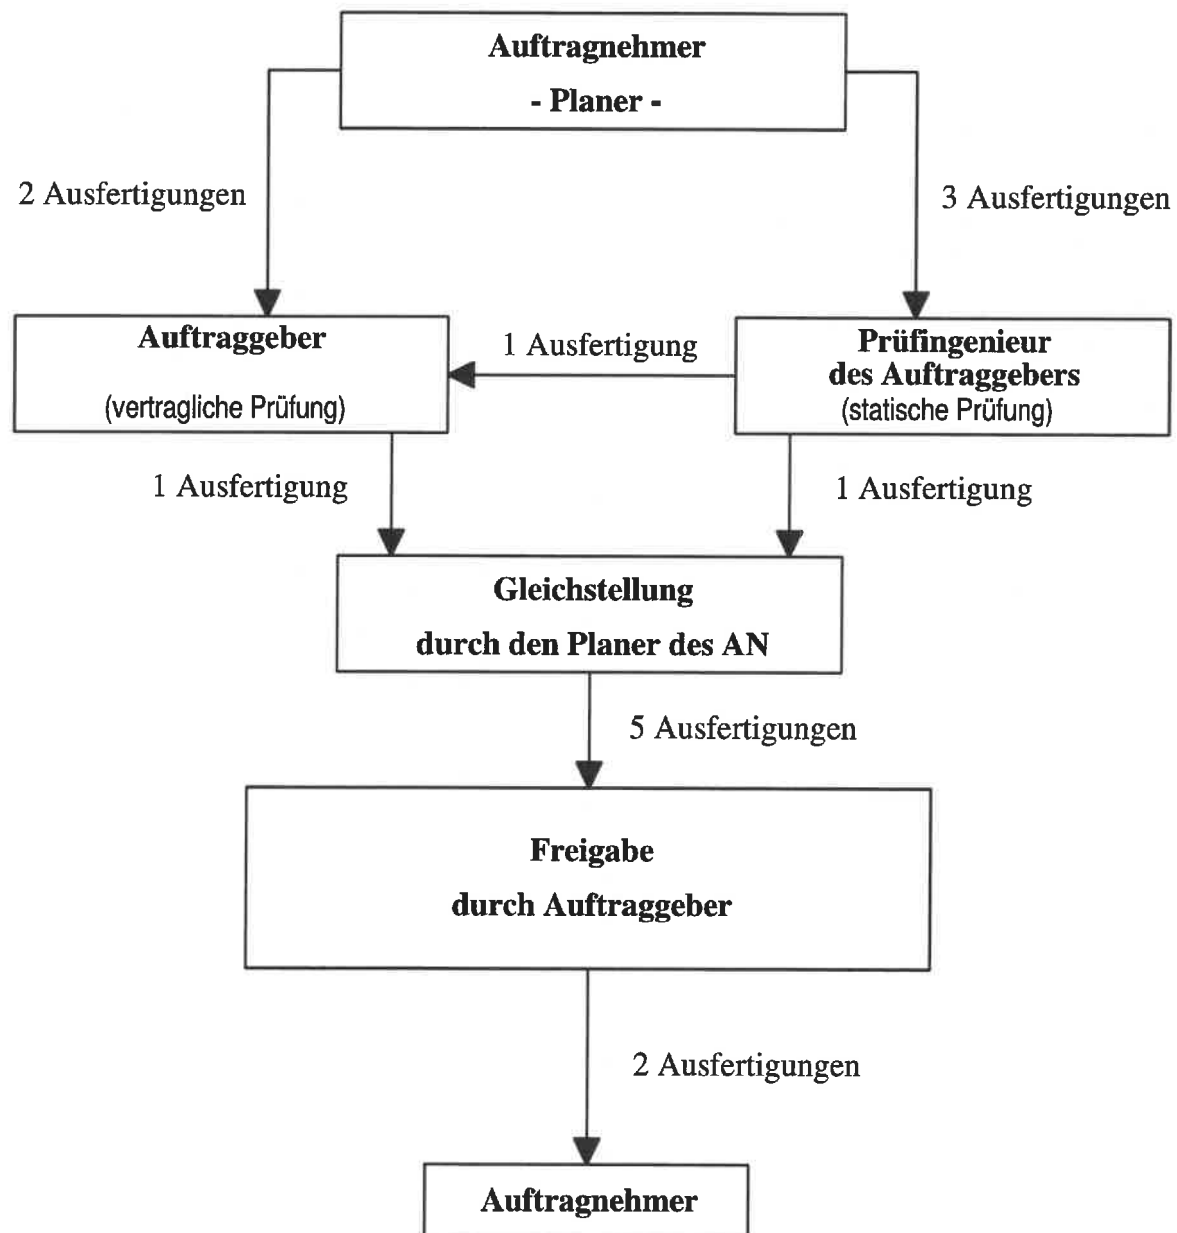 Auftragnehmer
- Planer -
2 Ausfertigungen
3 Ausfertigungen
Auftraggeber
(vertragliche Prüfung)
1 Ausfertigung
Prüfingenieur
des Auftraggebers
(statische Prüfung)
1 Ausfertigung
1 Ausfertigung
Gleichstellung
durch den Planer des AN
5 Ausfertigungen
Freigabe
durch Auftraggeber
2 Ausfertigungen
Auftragnehmer